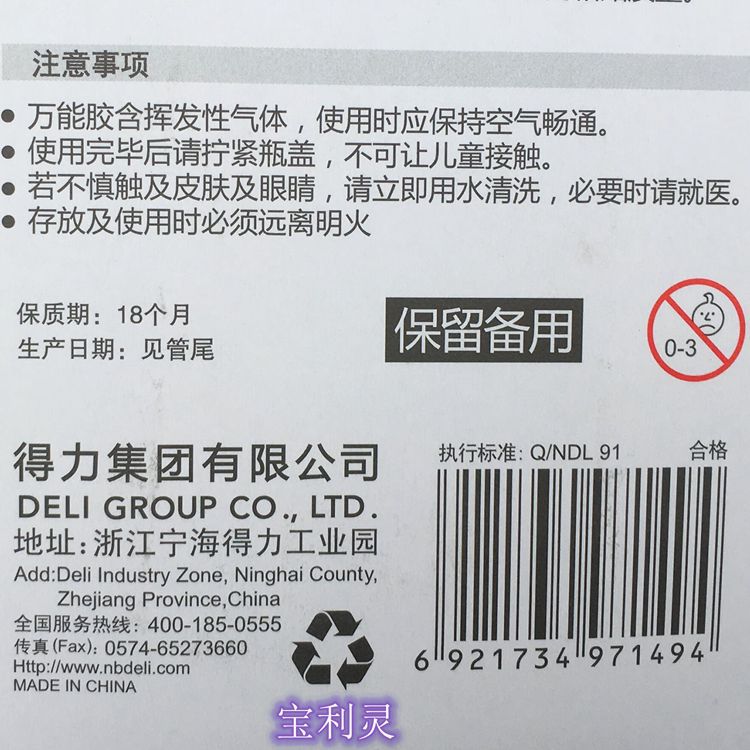 注意事项
• 万能胶含挥发性气体，使用时应保持空气畅通。
• 使用完毕后请拧紧瓶盖，不可让儿童接触。
• 若不慎触及皮肤及眼睛，请立即用水清洗，必要时请就医。
• 存放及使用时必须远离明火
保质期：18个月
生产日期：见管尾
保留备用
0-3
得力集团有限公司
DELI GROUP CO., LTD.
地址：浙江宁海得力工业园
Add:Deli Industry Zone, Ninghai County,
Zhejiang Province,China
全国服务热线：400-185-0555
传真(Fax)：0574-65273660
Http://www.nbdeli.com
MADE IN CHINA
执行标准：Q/NDL 91 合格
6 921734 971494
宝利灵